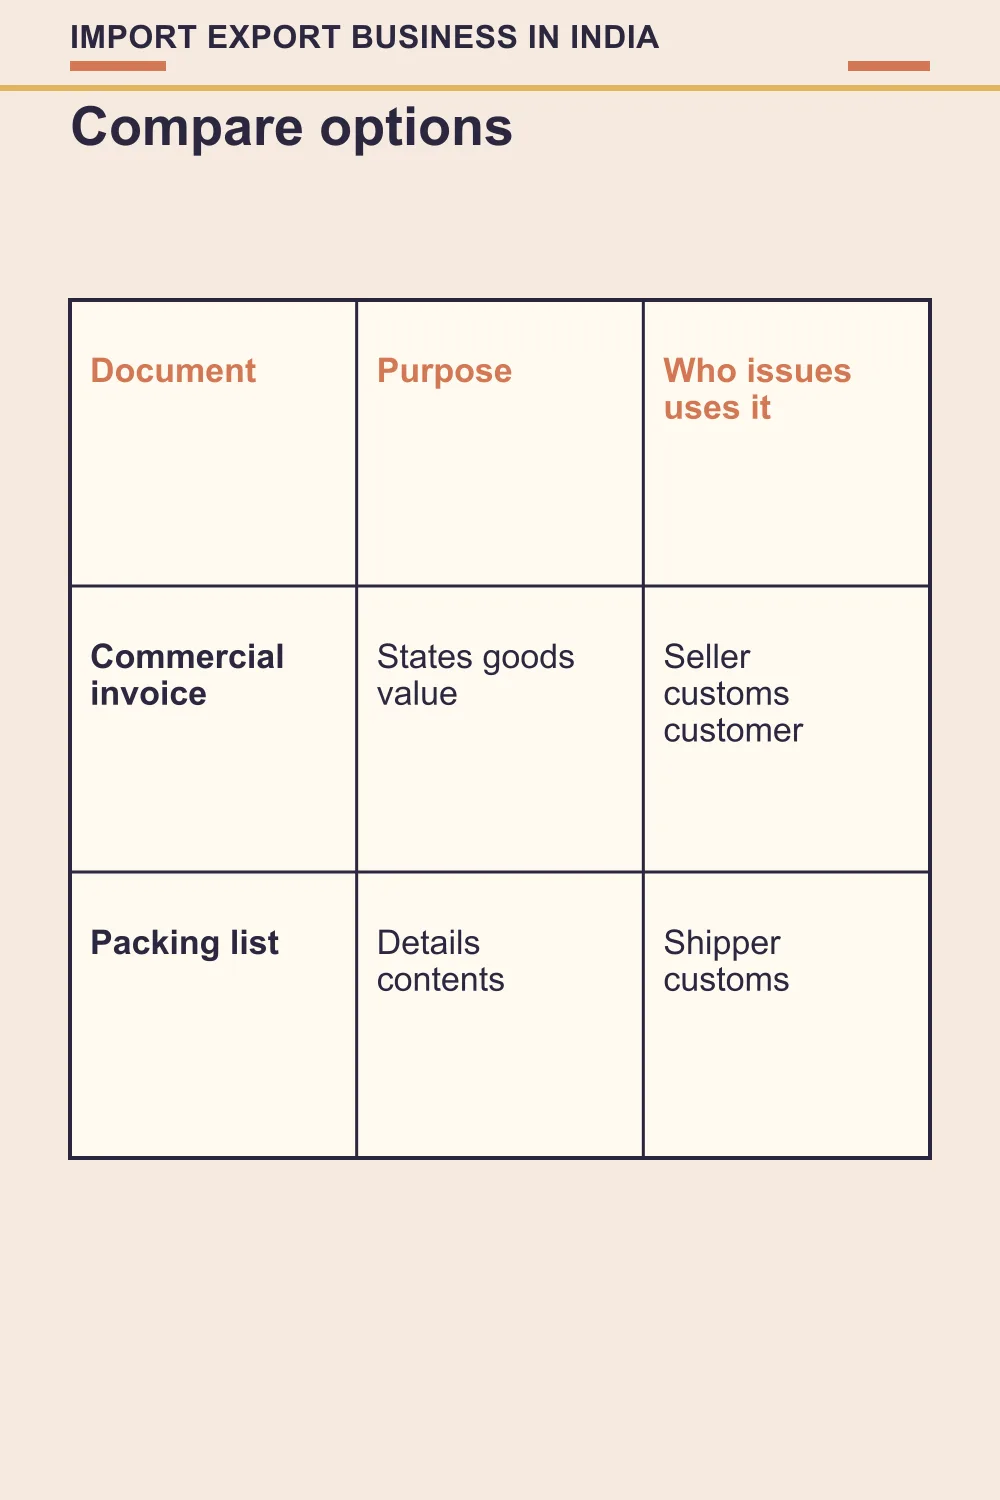 IMPORT EXPORT BUSINESS IN INDIA
Compare options
Document
Purpose
Who issues
uses it
Commercial
invoice
States goods
value
Seller
customs
customer
Packing list
Details
contents
Shipper
customs